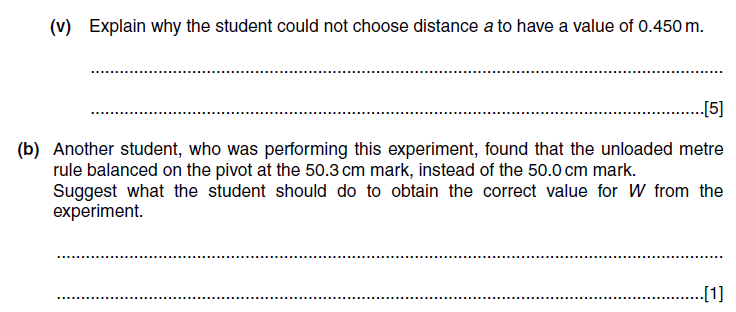 (v) Explain why the student could not choose distance a to have a value of 0.450 m.
..........................................................................................................................................
.....................................................................................................................................[5]
(b) Another student, who was performing this experiment, found that the unloaded metre
rule balanced on the pivot at the 50.3 cm mark, instead of the 50.0 cm mark.
Suggest what the student should do to obtain the correct value for W from the
experiment.
..........................................................................................................................................
.....................................................................................................................................[1]